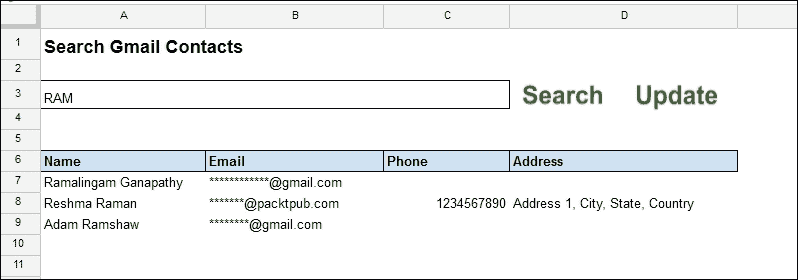 A B C D
1 Search Gmail Contacts
2
3 RAM Search Update
4
5
6 Name Email Phone Address
7 Ramalingam Ganapathy ************@gmail.com
8 Reshma Raman *******@packtpub.com 1234567890 Address 1, City, State, Country
9 Adam Ramshaw ********@gmail.com
10
11